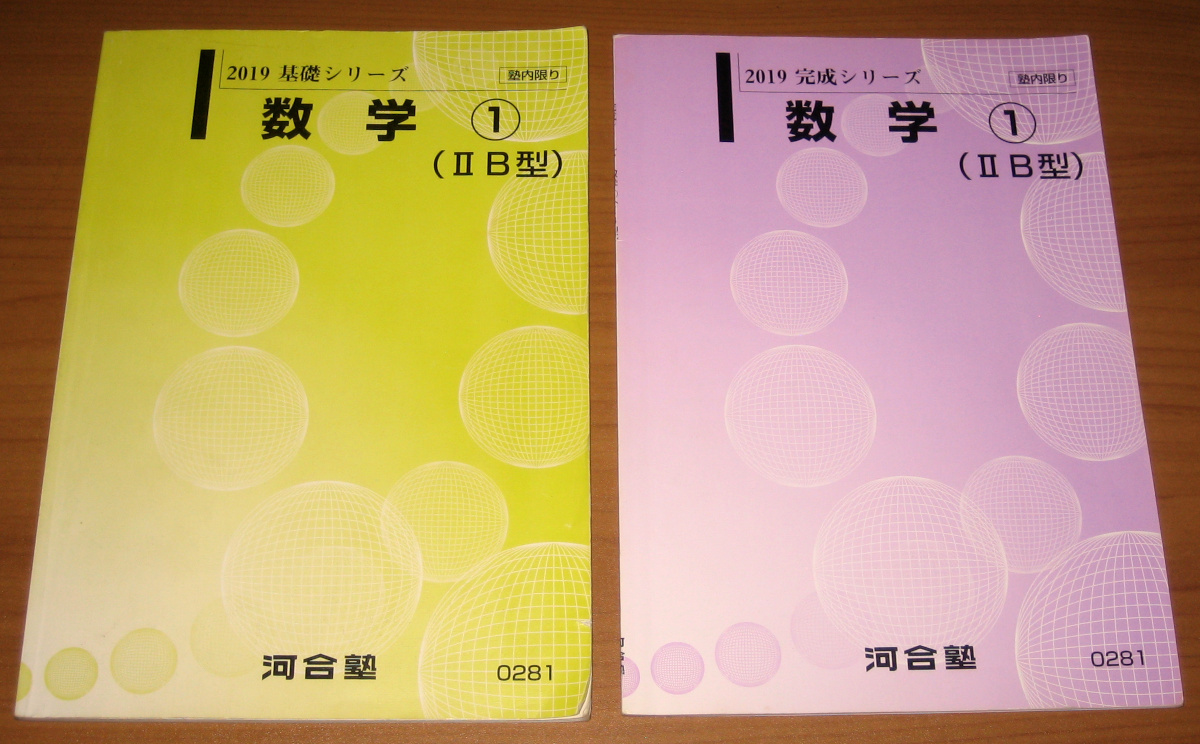 2019 基礎シリーズ
塾内限り
数学 ①
(ⅡB型)
河合塾
0281
2019 完成シリーズ
塾内限り
数学 ①
(ⅡB型)
河合塾
0281